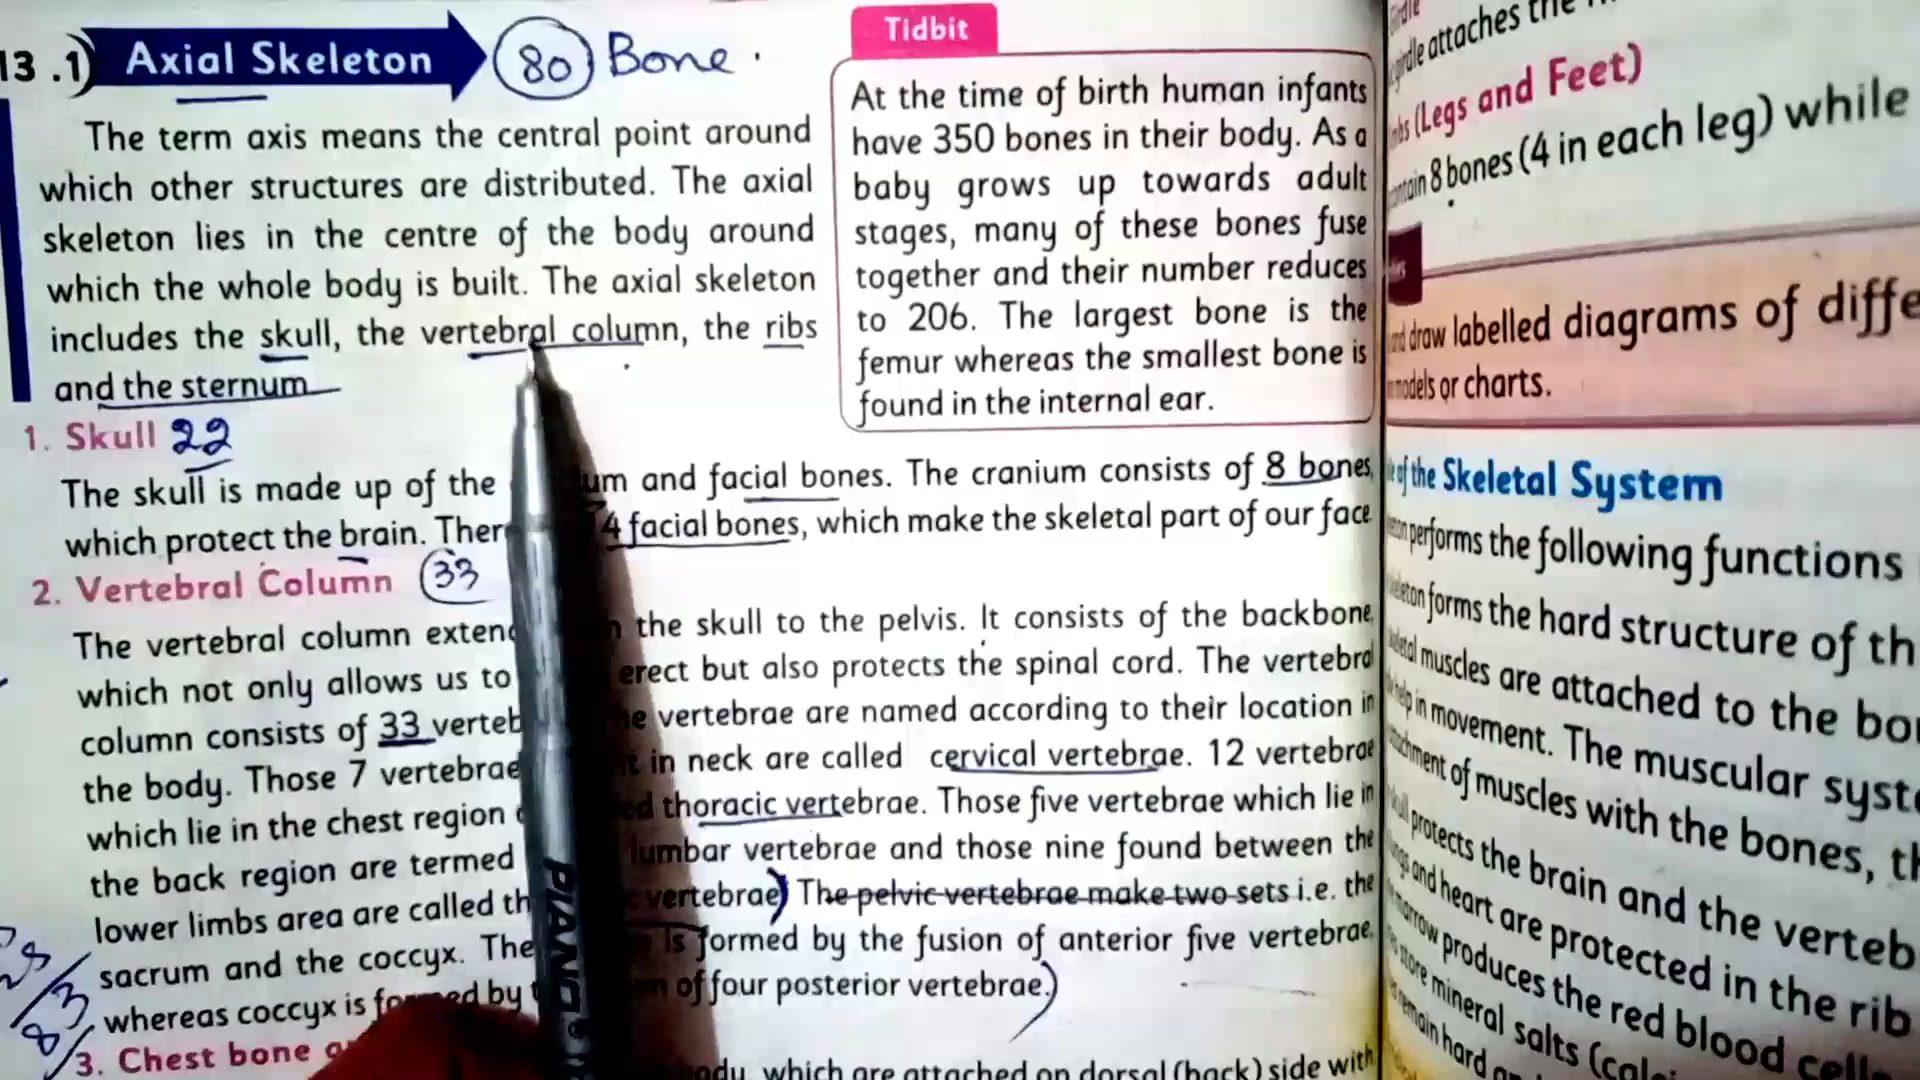 13 .1) Axial Skeleton 80 Bone .
The term axis means the central point around
which other structures are distributed. The axial
skeleton lies in the centre of the body around
which the whole body is built. The axial skeleton
includes the skull, the vertebral column, the ribs
and the sternum
Tidbit
At the time of birth human infants
have 350 bones in their body. As a
baby grows up towards adult
stages, many of these bones fuse
together and their number reduces
to 206. The largest bone is the
femur whereas the smallest bone is
found in the internal ear.
1. Skull 22
The skull is made up of the um and facial bones. The cranium consists of 8 bones,
which protect the brain. Ther 4 facial bones, which make the skeletal part of our face.
2. Vertebral Column 33
The vertebral column exten the skull to the pelvis. It consists of the backbone,
which not only allows us to erect but also protects the spinal cord. The vertebral
column consists of 33 verteb he vertebrae are named according to their location in
the body. Those 7 vertebrae in neck are called cervical vertebrae. 12 vertebrae
which lie in the chest region ed thoracic vertebrae. Those five vertebrae which lie in
the back region are termed lumbar vertebrae and those nine found between the
lower limbs area are called th vertebrae) The pelvic vertebrae make two sets i.e. the
sacrum and the coccyx. The is formed by the fusion of anterior five vertebrae,
whereas coccyx is formed by of four posterior vertebrae.)
3. Chest bone
body, which are attached on dorsal (back) side with
PIANO
girdle attaches the
(Legs and Feet)
8 bones (4 in each leg) while
draw labelled diagrams of diffe
models or charts.
of the Skeletal System
performs the following functions
forms the hard structure of th
muscles are attached to the bo
help in movement. The muscular syst
of muscles with the bones, th
protects the brain and the verteb
and heart are protected in the rib
marrow produces the red blood cell
store mineral salts (calci
remain hard